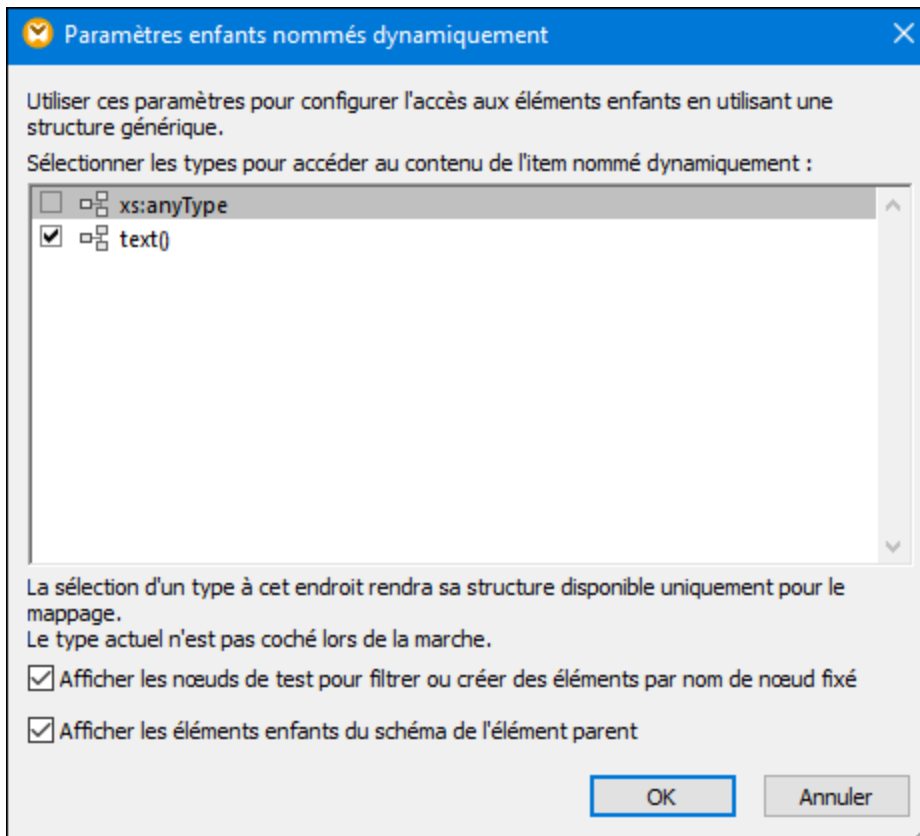 Paramètres enfants nommés dynamiquement
Utiliser ces paramètres pour configurer l'accès aux éléments enfants en utilisant une
structure générique.
Sélectionner les types pour accéder au contenu de l'item nommé dynamiquement :
xs:anyType
text()
La sélection d'un type à cet endroit rendra sa structure disponible uniquement pour le
mappage.
Le type actuel n'est pas coché lors de la marche.
Afficher les nœuds de test pour filtrer ou créer des éléments par nom de nœud fixé
Afficher les éléments enfants du schéma de l'élément parent
OK
Annuler